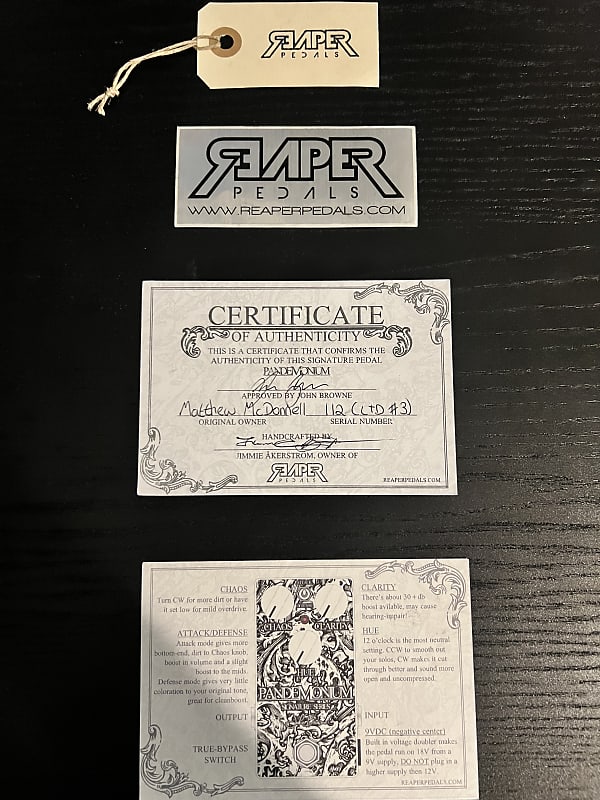 REAPER
PEDALS
REAPER
PEDALS
WWW.REAPERPEDALS.COM
CERTIFICATE
OF AUTHENTICITY
THIS IS A CERTIFICATE THAT CONFIRMS THE
AUTHENTICITY OF THIS SIGNATURE PEDAL
PANDEMONIUM
APPROVED BY JOHN BROWNE
Matthew McDonnell 112 (LTD #3)
ORIGINAL OWNER SERIAL NUMBER
HANDCRAFTED BY
JIMMIE ÅKERSTRÖM, OWNER OF
REAPER
PEDALS
REAPERPEDALS.COM
CHAOS
Turn CW for more dirt or have
it set low for mild overdrive.
ATTACK/DEFENSE
Attack mode gives more
bottom-end, dirt to Chaos knob,
boost in volume and a slight
boost to the mids.
Defense mode gives very little
coloration to your original tone,
great for cleanboost.
OUTPUT
TRUE-BYPASS
SWITCH
CHAOS CLARITY
HUE
PANDEMONIUM
SIGNATURE SERIES
CLARITY
There's about 30+ db
boost avilable, may cause
hearing-inpair!
HUE
12 o'clock is the most neutral
setting. CCW to smooth out
your solos, CW makes it cut
through better and sound more
open and uncompressed.
INPUT
9VDC (negative center)
Built in voltage doubler makes
the pedal run on 18V from a
9V supply, DO NOT plug in a
higher supply then 12V.
REAPERPEDALS.COM